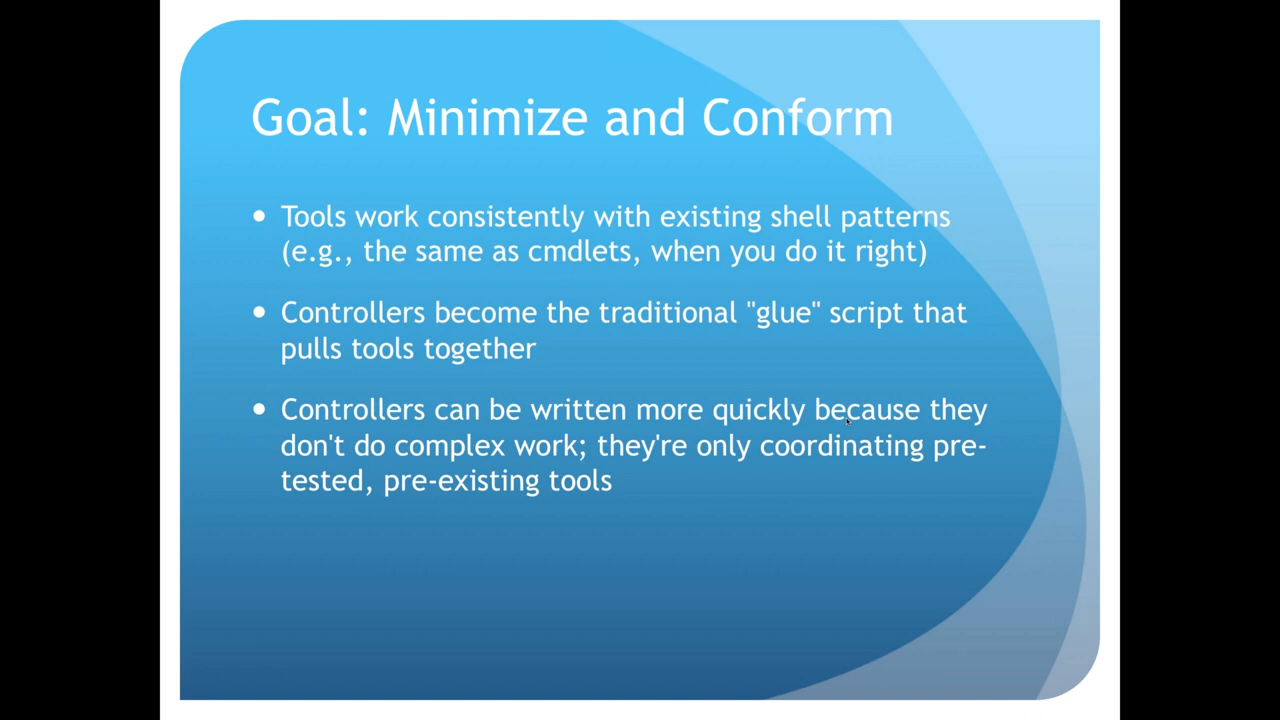 Goal: Minimize and Conform
• Tools work consistently with existing shell patterns
(e.g., the same as cmdlets, when you do it right)
• Controllers become the traditional "glue" script that
pulls tools together
• Controllers can be written more quickly because they
don't do complex work; they're only coordinating pre-
tested, pre-existing tools